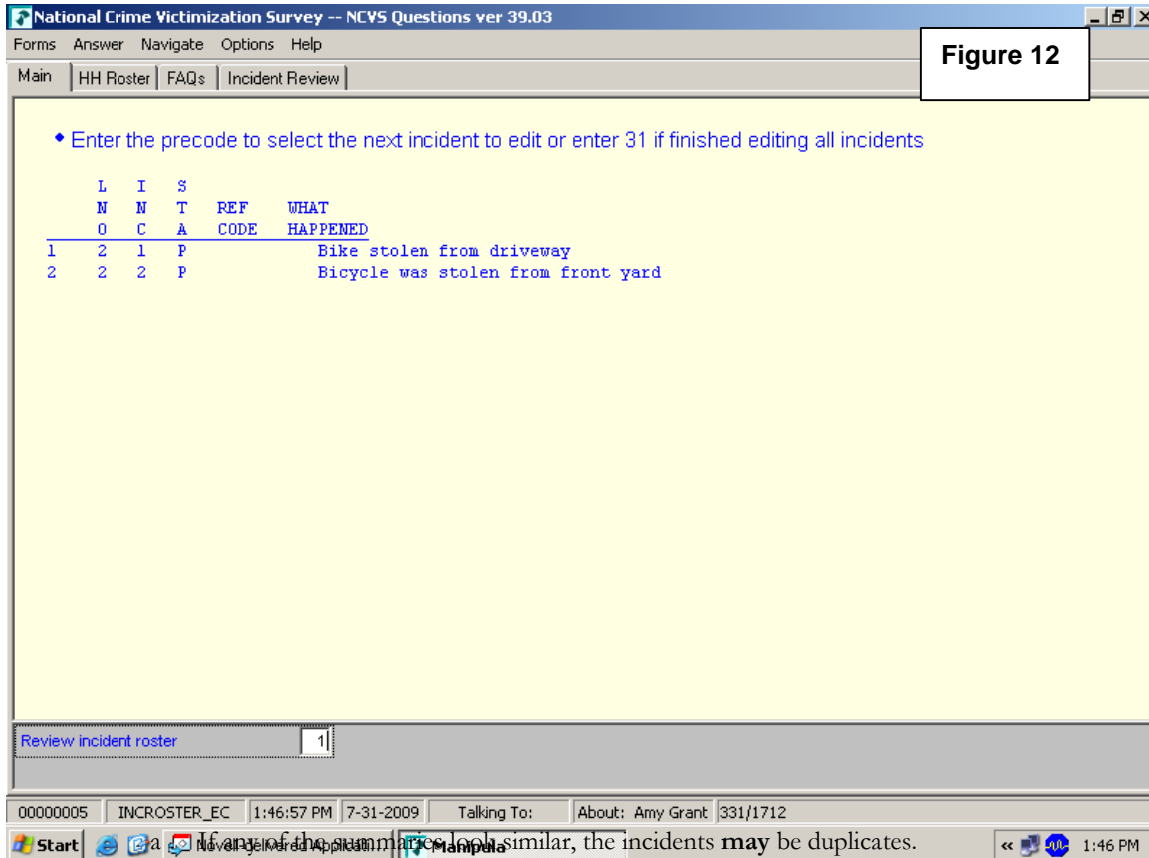 National Crime Victimization Survey -- NCVS Questions ver 39.03
Forms Answer Navigate Options Help
Figure 12
Main HH Roster FAQs Incident Review
• Enter the precode to select the next incident to edit or enter 31 if finished editing all incidents
L I S
N N T REF WHAT
O C A CODE HAPPENED
1 2 1 P Bike stolen from driveway
2 2 2 P Bicycle was stolen from front yard
Review incident roster 1
00000005 INCROSTER_EC 1:46:57 PM 7-31-2009 Talking To: About: Amy Grant 331/1712
Start a If any of the summaries look similar, the incidents may be duplicates. « 1:46 PM
Novell-delivered Applicati... Manipula